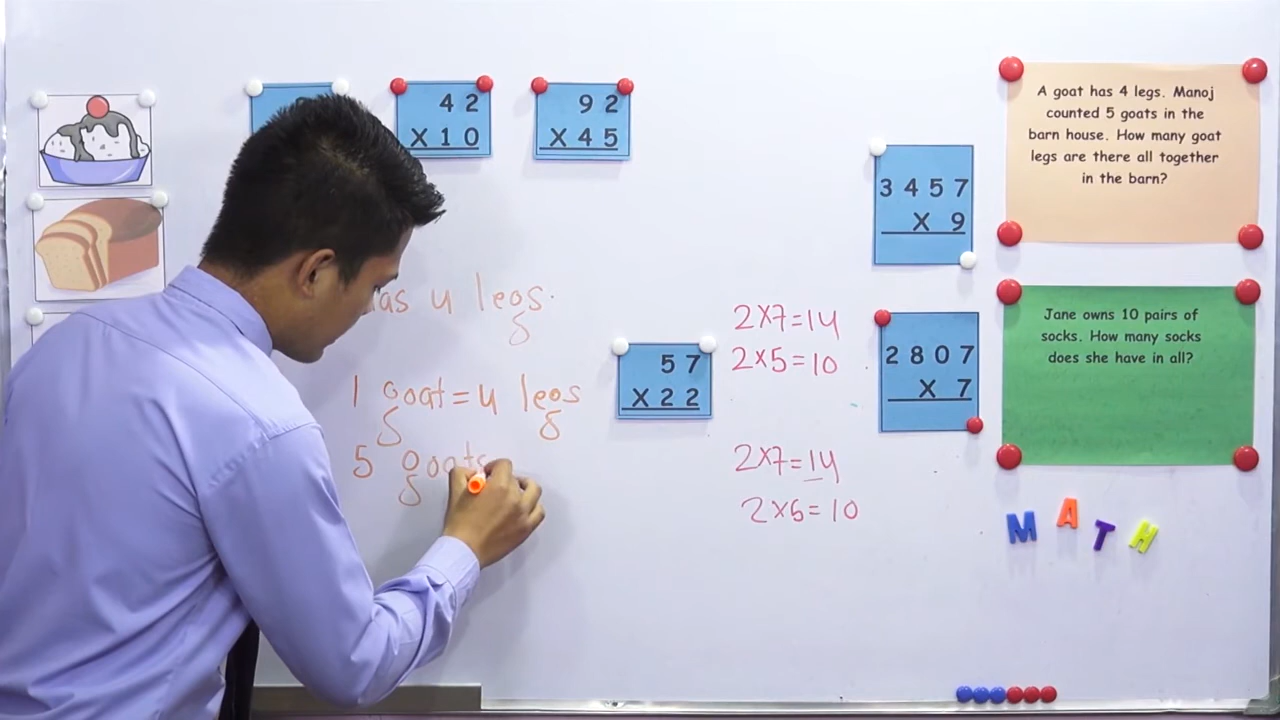 42
X10
92
X45
as 4 legs.
1 goat=4 legs
5 goats
57
X22
2x7=14
2x5=10
2x7=14
2x5=10
3457
X 9
2807
X 7
A goat has 4 legs. Manoj
counted 5 goats in the
barn house. How many goat
legs are there all together
in the barn?
Jane owns 10 pairs of
socks. How many socks
does she have in all?
MATH